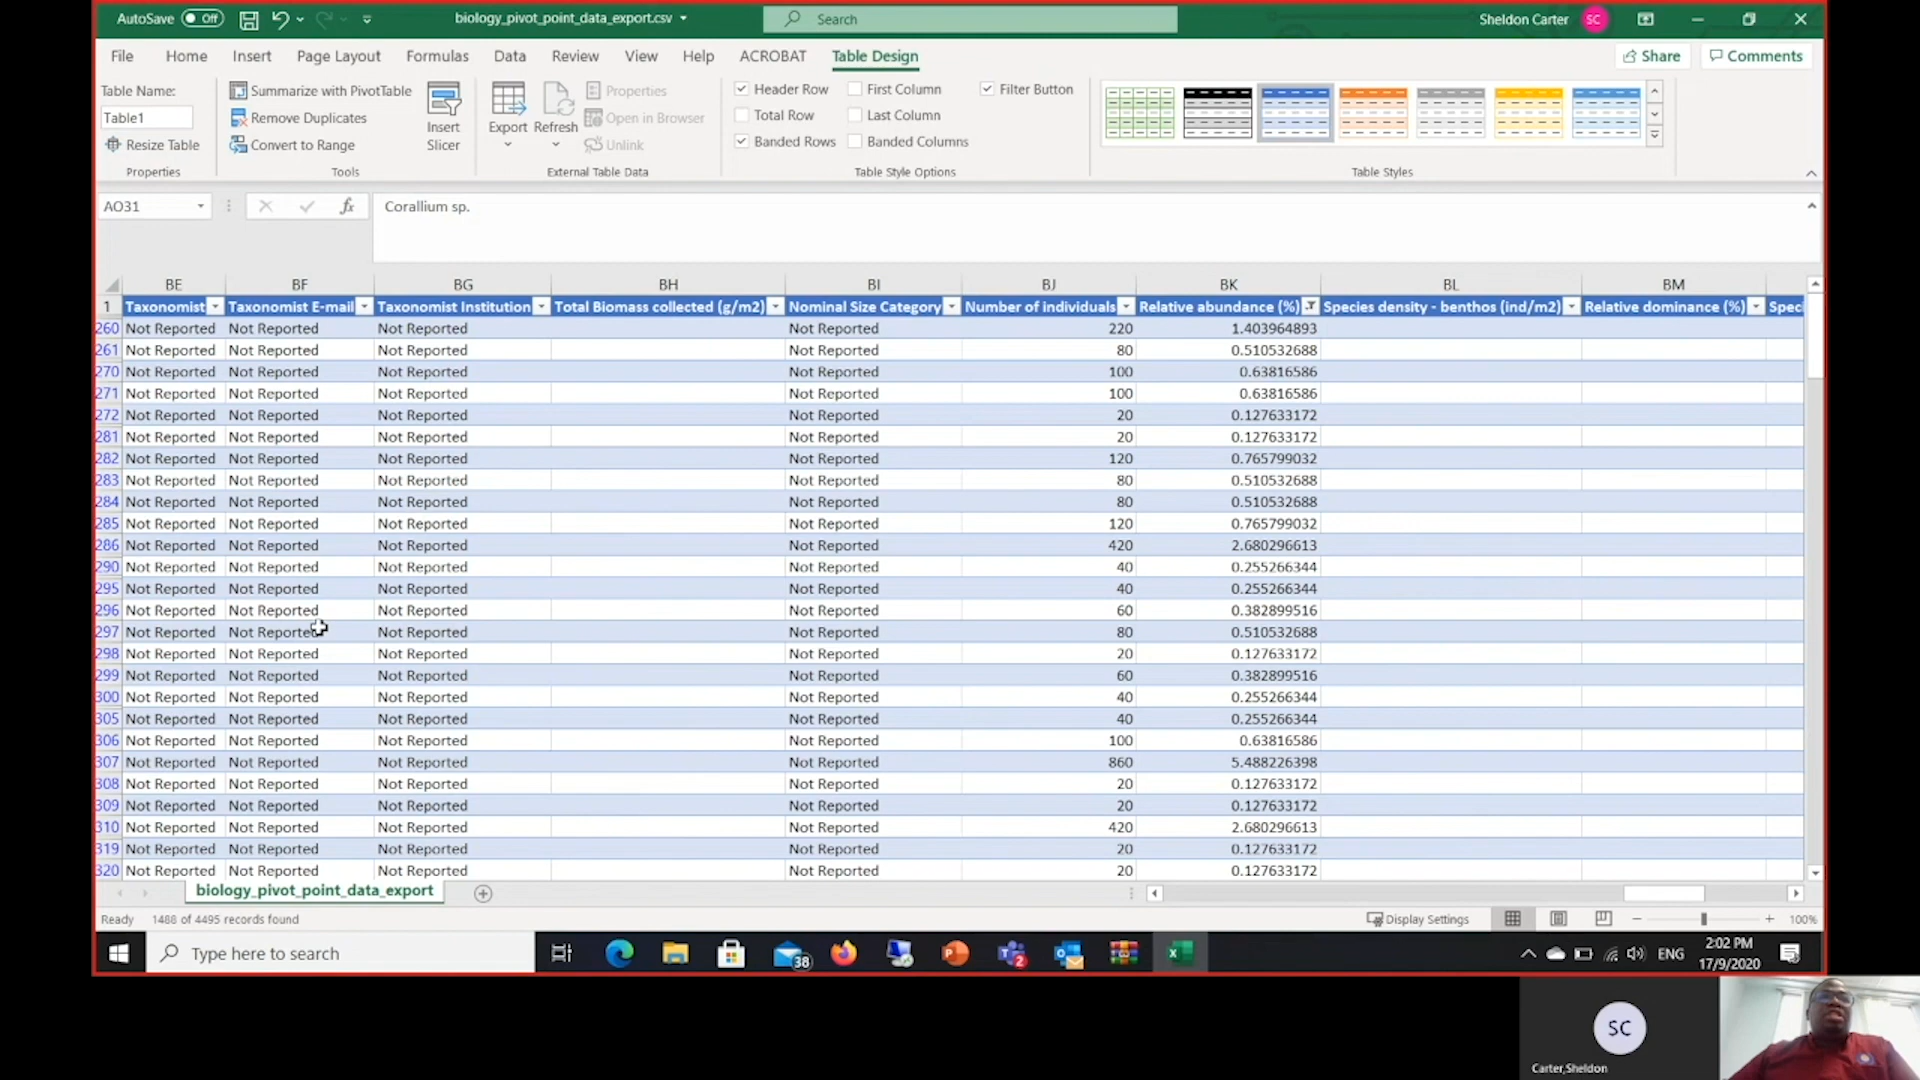 AutoSave Off biology_pivot_point_data_export.csv Search Sheldon Carter SC
File Home Insert Page Layout Formulas Data Review View Help ACROBAT Table Design Share Comments
Table Name: Summarize with PivotTable Properties Header Row First Column Filter Button
Table1 Remove Duplicates Insert Slicer Export Refresh Open in Browser Total Row Last Column
Resize Table Convert to Range Unlink Banded Rows Banded Columns
Properties Tools External Table Data Table Style Options Table Styles
AO31 fx Corallium sp.
BE BF BG BH BI BJ BK BL BM
1 Taxonomist Taxonomist E-mail Taxonomist Institution Total Biomass collected (g/m2) Nominal Size Category Number of individuals Relative abundance (%) Species density - benthos (ind/m2) Relative dominance (%) Speci
260 Not Reported Not Reported Not Reported Not Reported 220 1.403964893
261 Not Reported Not Reported Not Reported Not Reported 80 0.510532688
270 Not Reported Not Reported Not Reported Not Reported 100 0.63816586
271 Not Reported Not Reported Not Reported Not Reported 100 0.63816586
272 Not Reported Not Reported Not Reported Not Reported 20 0.127633172
281 Not Reported Not Reported Not Reported Not Reported 20 0.127633172
282 Not Reported Not Reported Not Reported Not Reported 120 0.765799032
283 Not Reported Not Reported Not Reported Not Reported 80 0.510532688
284 Not Reported Not Reported Not Reported Not Reported 80 0.510532688
285 Not Reported Not Reported Not Reported Not Reported 120 0.765799032
286 Not Reported Not Reported Not Reported Not Reported 420 2.680296613
290 Not Reported Not Reported Not Reported Not Reported 40 0.255266344
295 Not Reported Not Reported Not Reported Not Reported 40 0.255266344
296 Not Reported Not Reported Not Reported Not Reported 60 0.382899516
297 Not Reported Not Reported Not Reported Not Reported 80 0.510532688
298 Not Reported Not Reported Not Reported Not Reported 20 0.127633172
299 Not Reported Not Reported Not Reported Not Reported 60 0.382899516
300 Not Reported Not Reported Not Reported Not Reported 40 0.255266344
305 Not Reported Not Reported Not Reported Not Reported 40 0.255266344
306 Not Reported Not Reported Not Reported Not Reported 100 0.63816586
307 Not Reported Not Reported Not Reported Not Reported 860 5.488226398
308 Not Reported Not Reported Not Reported Not Reported 20 0.127633172
309 Not Reported Not Reported Not Reported Not Reported 20 0.127633172
310 Not Reported Not Reported Not Reported Not Reported 420 2.680296613
319 Not Reported Not Reported Not Reported Not Reported 20 0.127633172
320 Not Reported Not Reported Not Reported Not Reported 20 0.127633172
biology_pivot_point_data_export
Ready 1488 of 4495 records found Display Settings 100%
Type here to search 38 2 ENG 2:02 PM
17/9/2020
SC
Carter,Sheldon